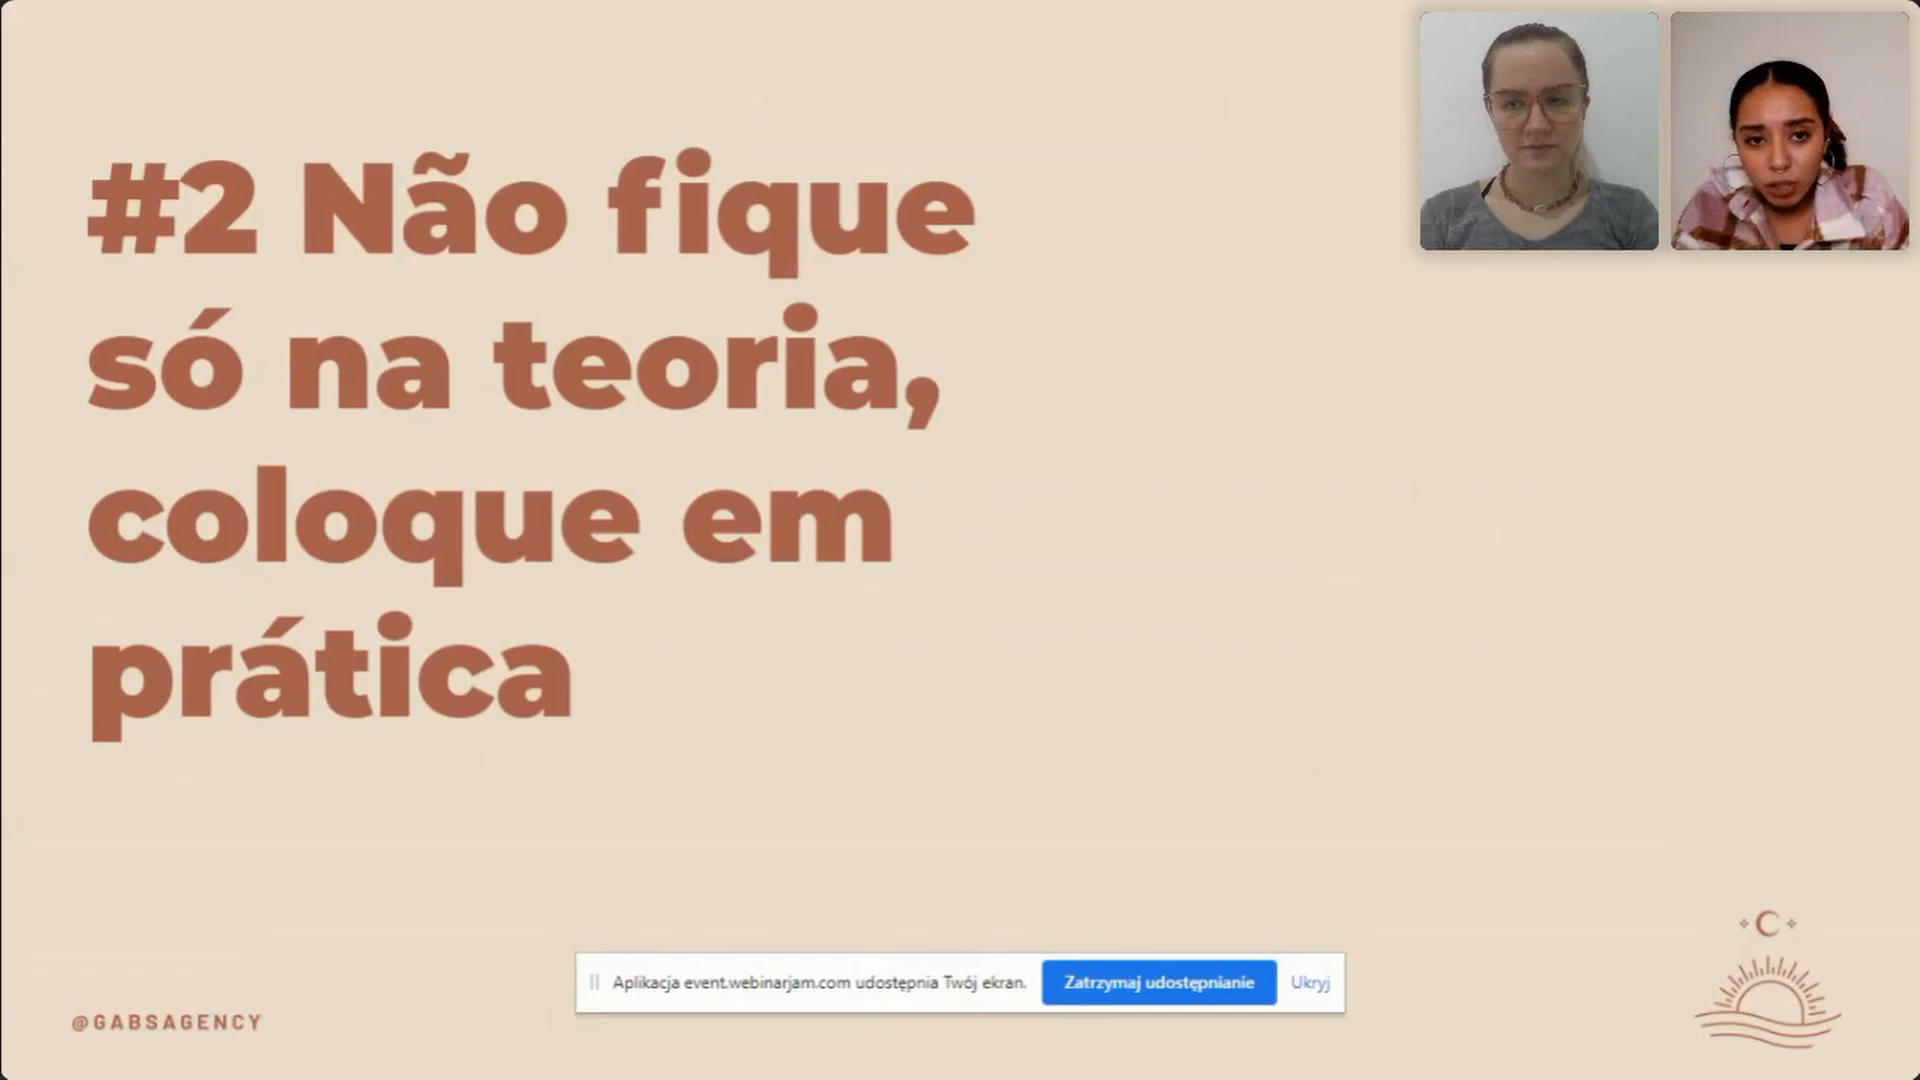 #2 Não fique
só na teoria,
coloque em
prática
Aplikacja event.webinarjam.com udostępnia Twój ekran.
Zatrzymaj udostępnianie
Ukryj
@GABSAGENCY